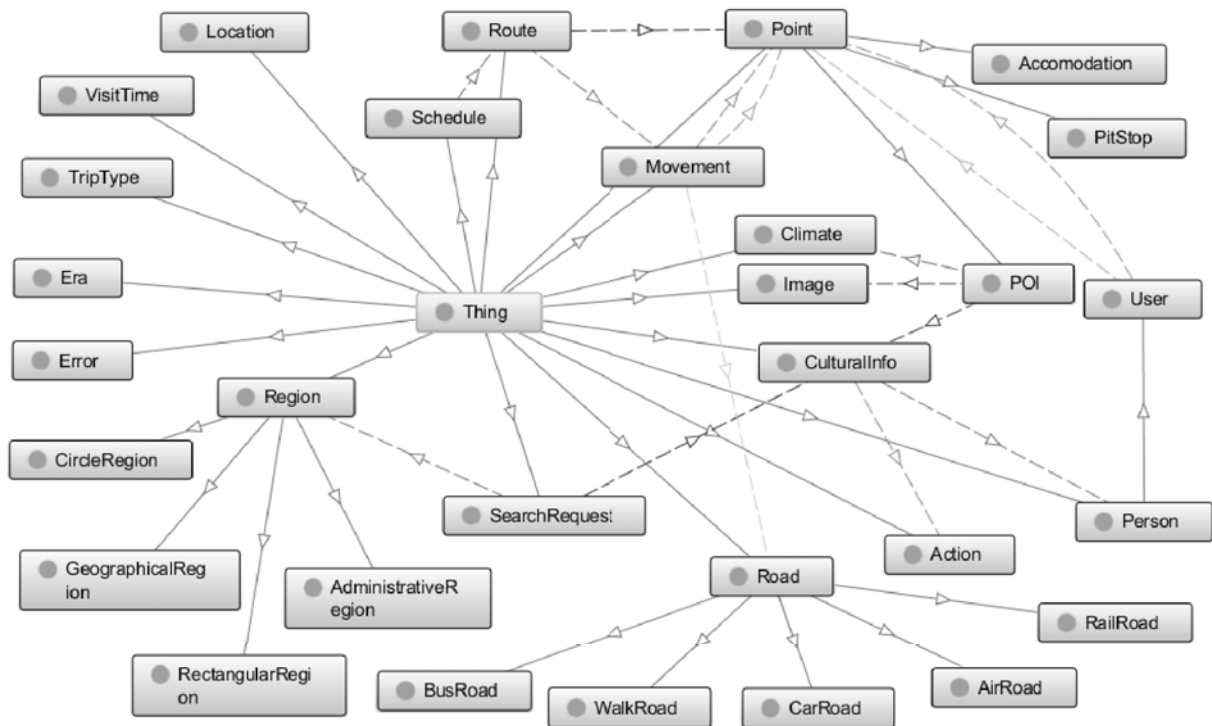 Location
Route
Point
Accomodation
VisitTime
Schedule
PitStop
Movement
TripType
Climate
Era
Image
POI
User
Thing
Error
CulturalInfo
Region
CircleRegion
SearchRequest
Person
GeographicalReg
ion
AdministrativeR
egion
Action
Road
RailRoad
RectangularRegi
on
BusRoad
WalkRoad
CarRoad
AirRoad